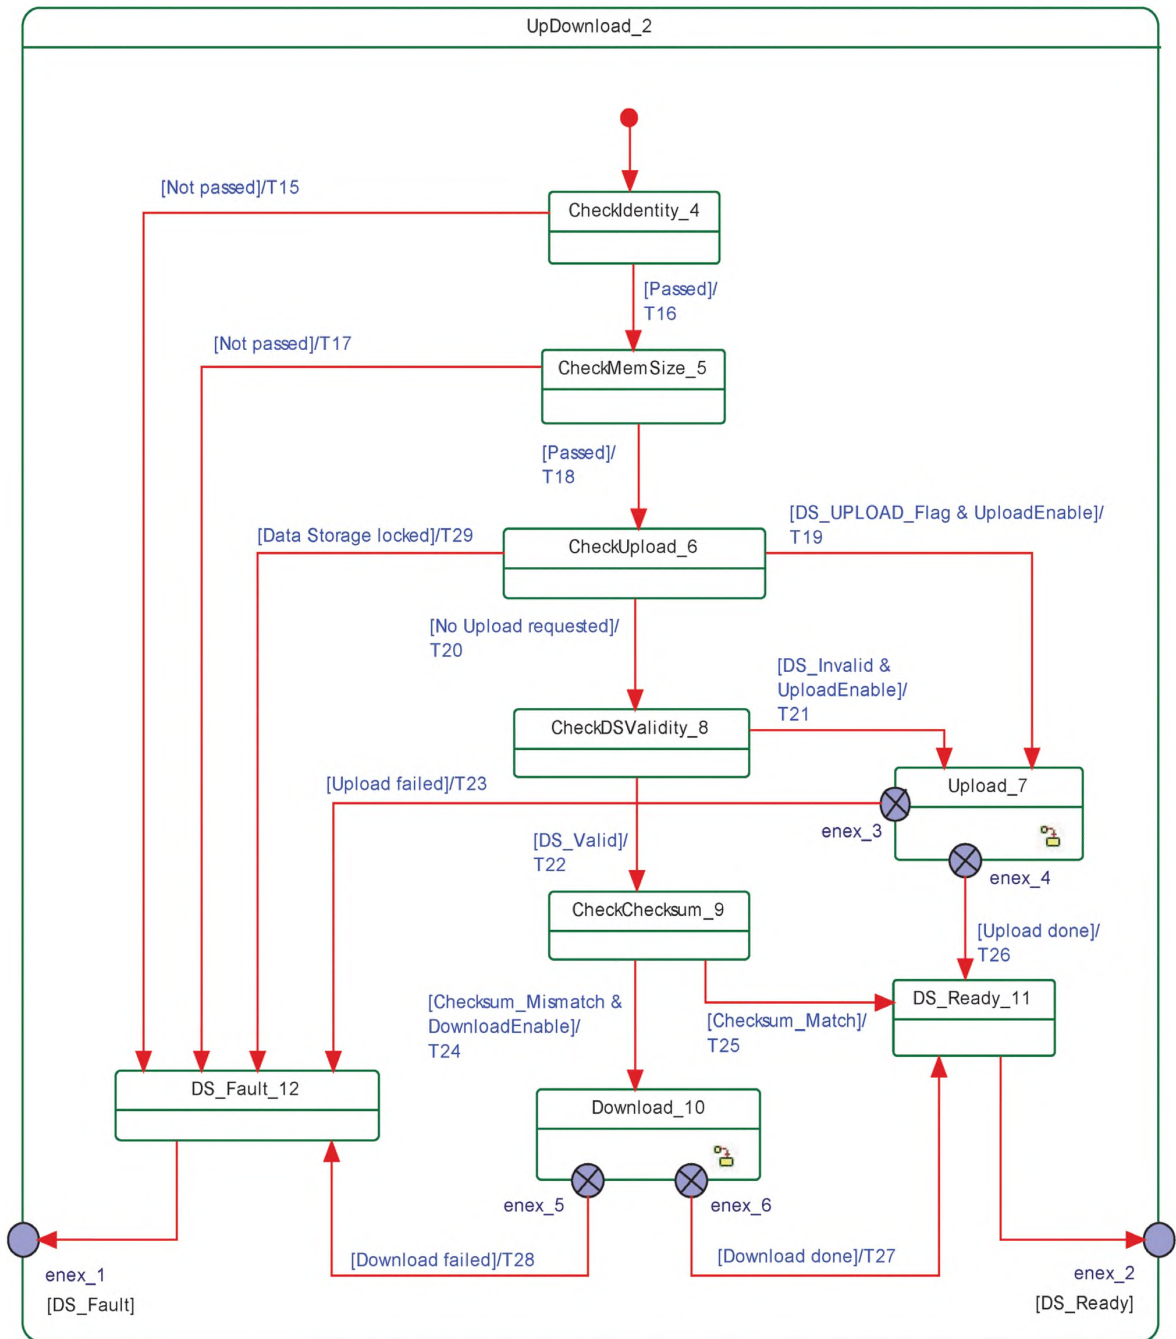 UpDownload_2
[Not passed]/T15
CheckIdentity_4
[Passed]/
T16
[Not passed]/T17
CheckMemSize_5
[Passed]/
T18
[DS_UPLOAD_Flag & UploadEnable]/
T19
[Data Storage locked]/T29
CheckUpload_6
[No Upload requested]/
T20
[DS_Invalid &
UploadEnable]/
T21
CheckDSValidity_8
[Upload failed]/T23
Upload_7
enex_3
[DS_Valid]/
T22
enex_4
CheckChecksum_9
[Upload done]/
T26
[Checksum_Mismatch &
DownloadEnable]/
T24
[Checksum_Match]/
T25
DS_Ready_11
DS_Fault_12
Download_10
enex_5
enex_6
[Download failed]/T28
[Download done]/T27
enex_1
[DS_Fault]
enex_2
[DS_Ready]